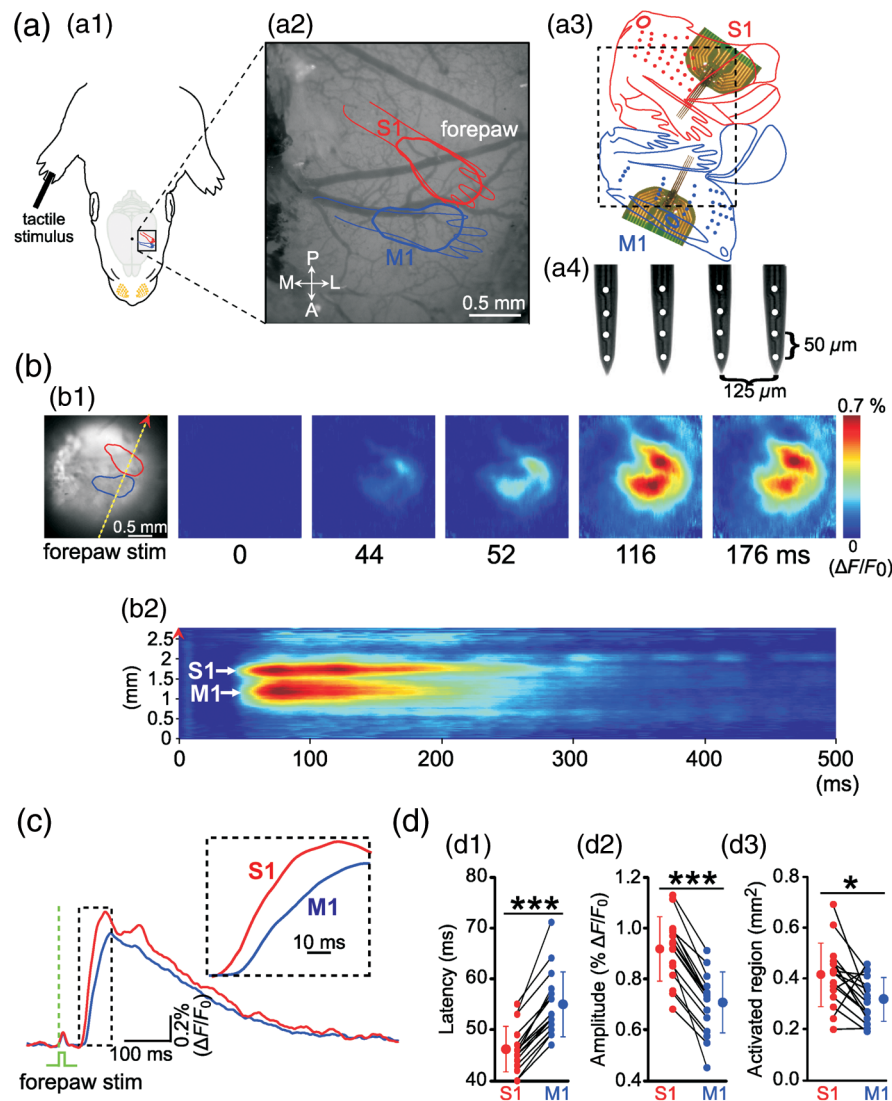 (a)
(a1)
tactile
stimulus
(a2)
S1
forepaw
M1
P
M L
A
0.5 mm
(a3)
S1
M1
(a4)
50 µm
125 µm
(b)
(b1)
0.5 mm
forepaw stim
0
44
52
116
176 ms
0.7 %
0
(ΔF/F0)
(b2)
2.5
2
1.5
1
0.5
0
(mm)
S1
M1
0
100
200
300
400
500
(ms)
(c)
S1
M1
10 ms
0.2%
(ΔF/F0)
100 ms
forepaw stim
(d)
(d1)
***
80
70
60
50
40
Latency (ms)
S1
M1
(d2)
***
1.2
1.0
0.8
0.6
0.4
Amplitude (% ΔF/F0)
S1
M1
(d3)
*
0.8
0.6
0.4
0.2
0.0
Activated region (mm²)
S1
M1